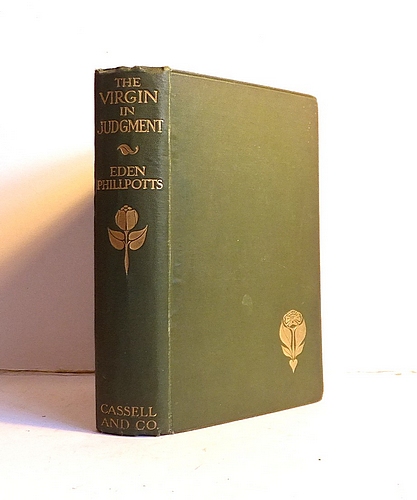 THE
VIRGIN
IN
JUDGMENT
EDEN
PHILLPOTTS
CASSELL
AND CO.